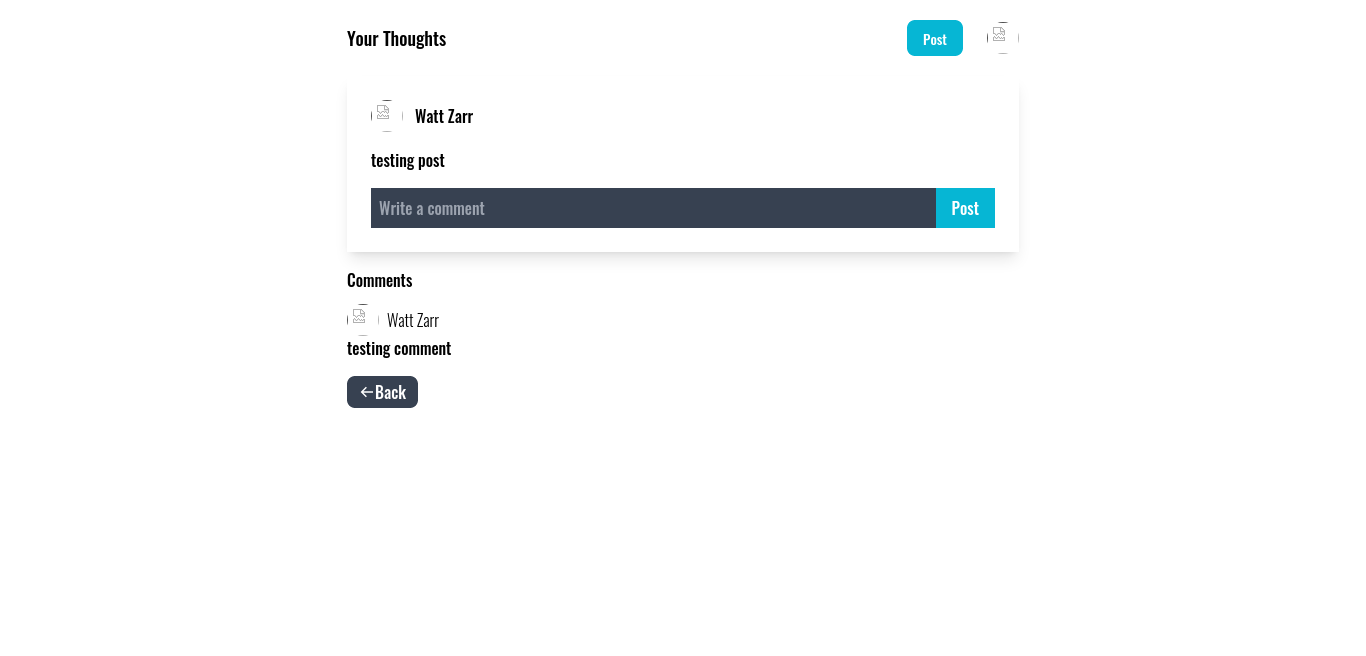 Your Thoughts
Post
Watt Zarr
testing post
Write a comment
Post
Comments
Watt Zarr
testing comment
Back